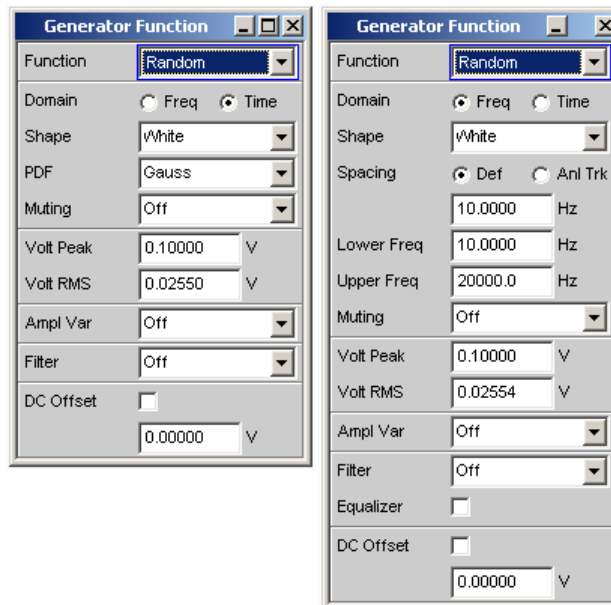 Generator Function
Function Random
Domain Freq Time
Shape White
PDF Gauss
Muting Off
Volt Peak 0.10000 V
Volt RMS 0.02550 V
Ampl Var Off
Filter Off
DC Offset
0.00000 V
Generator Function
Function Random
Domain Freq Time
Shape White
Spacing Def Anl Trk
10.0000 Hz
Lower Freq 10.0000 Hz
Upper Freq 20000.0 Hz
Muting Off
Volt Peak 0.10000 V
Volt RMS 0.02554 V
Ampl Var Off
Filter Off
Equalizer
DC Offset
0.00000 V